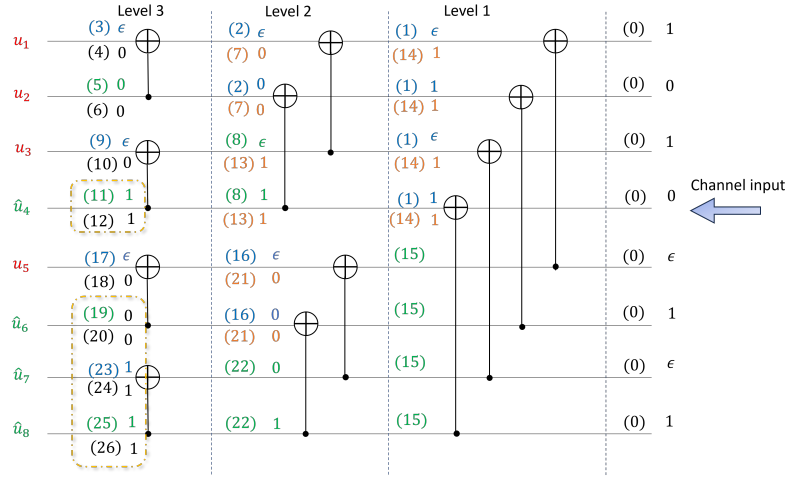 Level 3 Level 2 Level 1
(3) ϵ (2) ϵ (1) ϵ (0) 1
u₁
(4) 0 (7) 0 (14) 1
(5) 0 (2) 0 (1) 1 (0) 0
u₂
(6) 0 (7) 0 (14) 1
(9) ϵ (8) ϵ (1) ϵ (0) 1
u₃
(10) 0 (13) 1 (14) 1
Channel input
(11) 1 (8) 1 (1) 1 (0) 0
û₄
(12) 1 (13) 1 (14) 1
(17) ϵ (16) ϵ (15) (0) ϵ
u₅
(18) 0 (21) 0
(19) 0 (16) 0 (15) (0) 1
û₆
(20) 0 (21) 0
(23) 1 (22) 0 (15) (0) ϵ
û₇
(24) 1
(25) 1 (22) 1 (15) (0) 1
û₈
(26) 1